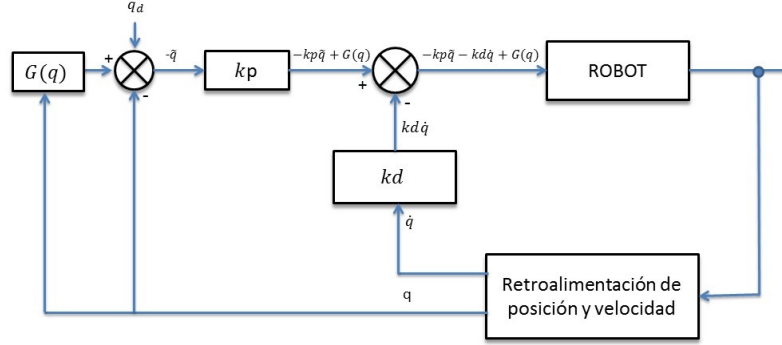 q_d
G(q)
+
-
-q̃
kp
−kpq̃ + G(q)
+
-
−kpq̃ − kdq̇ + G(q)
ROBOT
kdq̇
kd
q̇
Retroalimentación de
posición y velocidad
q